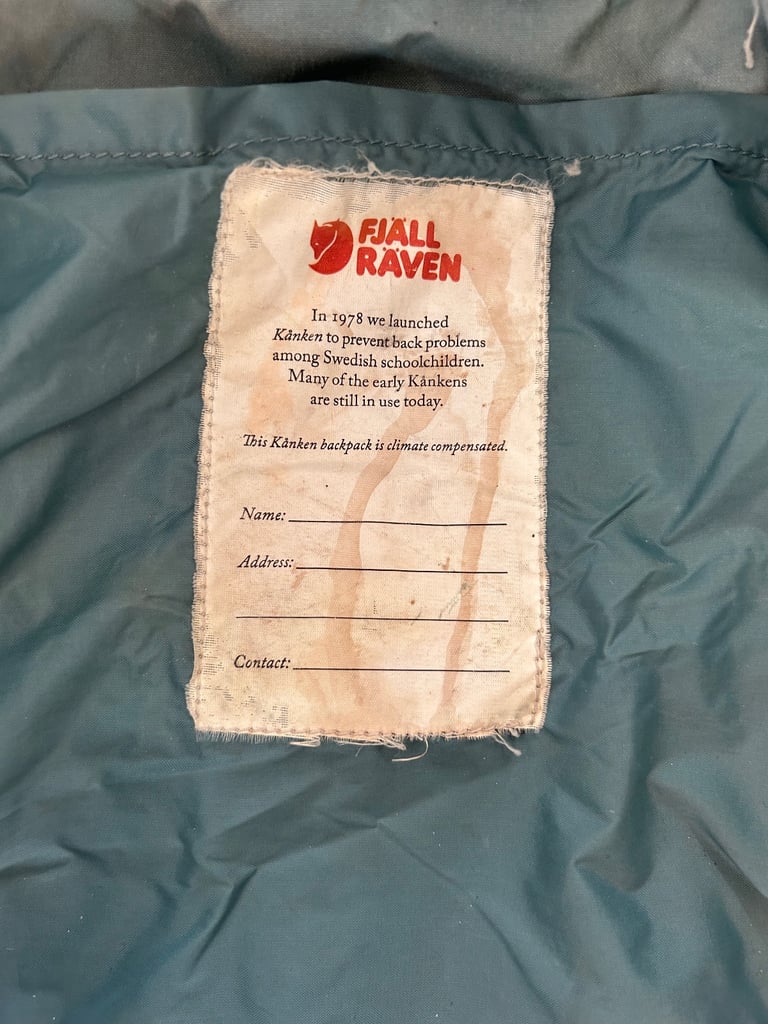 FJÄLL
RÄVEN
In 1978 we launched
Kånken to prevent back problems
among Swedish schoolchildren.
Many of the early Kånkens
are still in use today.
This Kånken backpack is climate compensated.
Name:
Address:
Contact: